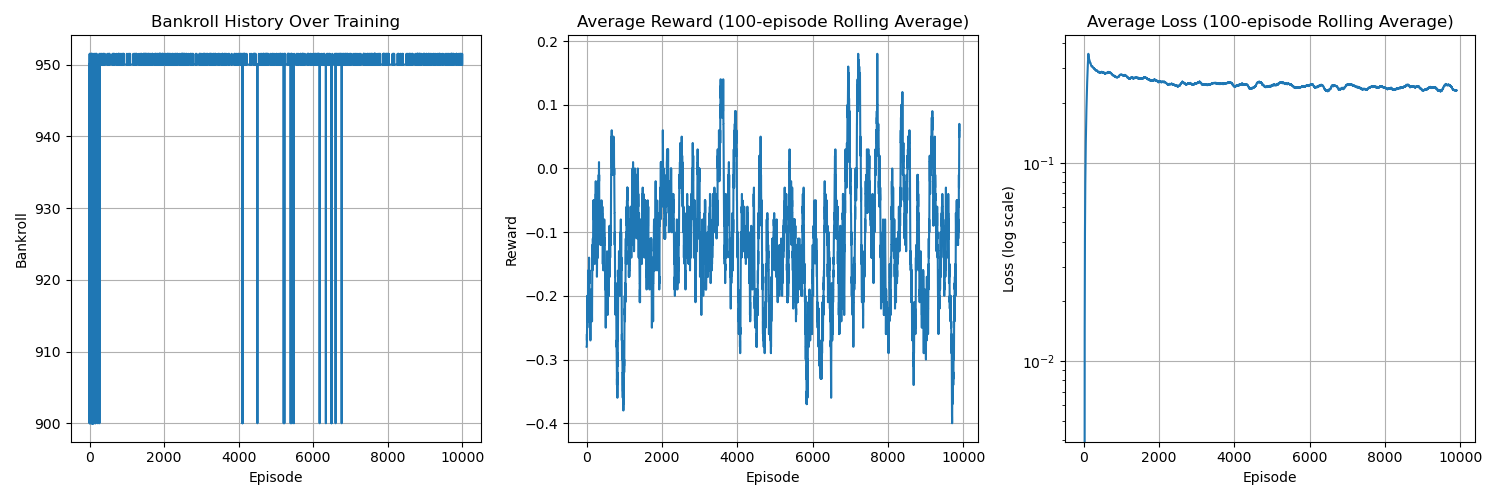 Bankroll History Over Training
Bankroll
950
940
930
920
910
900
0 2000 4000 6000 8000 10000
Episode
Average Reward (100-episode Rolling Average)
Reward
0.2
0.1
0.0
−0.1
−0.2
−0.3
−0.4
0 2000 4000 6000 8000 10000
Episode
Average Loss (100-episode Rolling Average)
Loss (log scale)
10⁻¹
10⁻²
0 2000 4000 6000 8000 10000
Episode